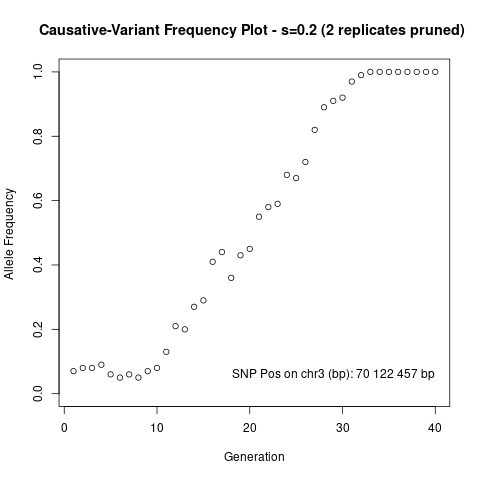 Causative-Variant Frequency Plot - s=0.2 (2 replicates pruned)
Allele Frequency
1.0
0.8
0.6
0.4
0.2
0.0
SNP Pos on chr3 (bp): 70 122 457 bp
0 10 20 30 40
Generation